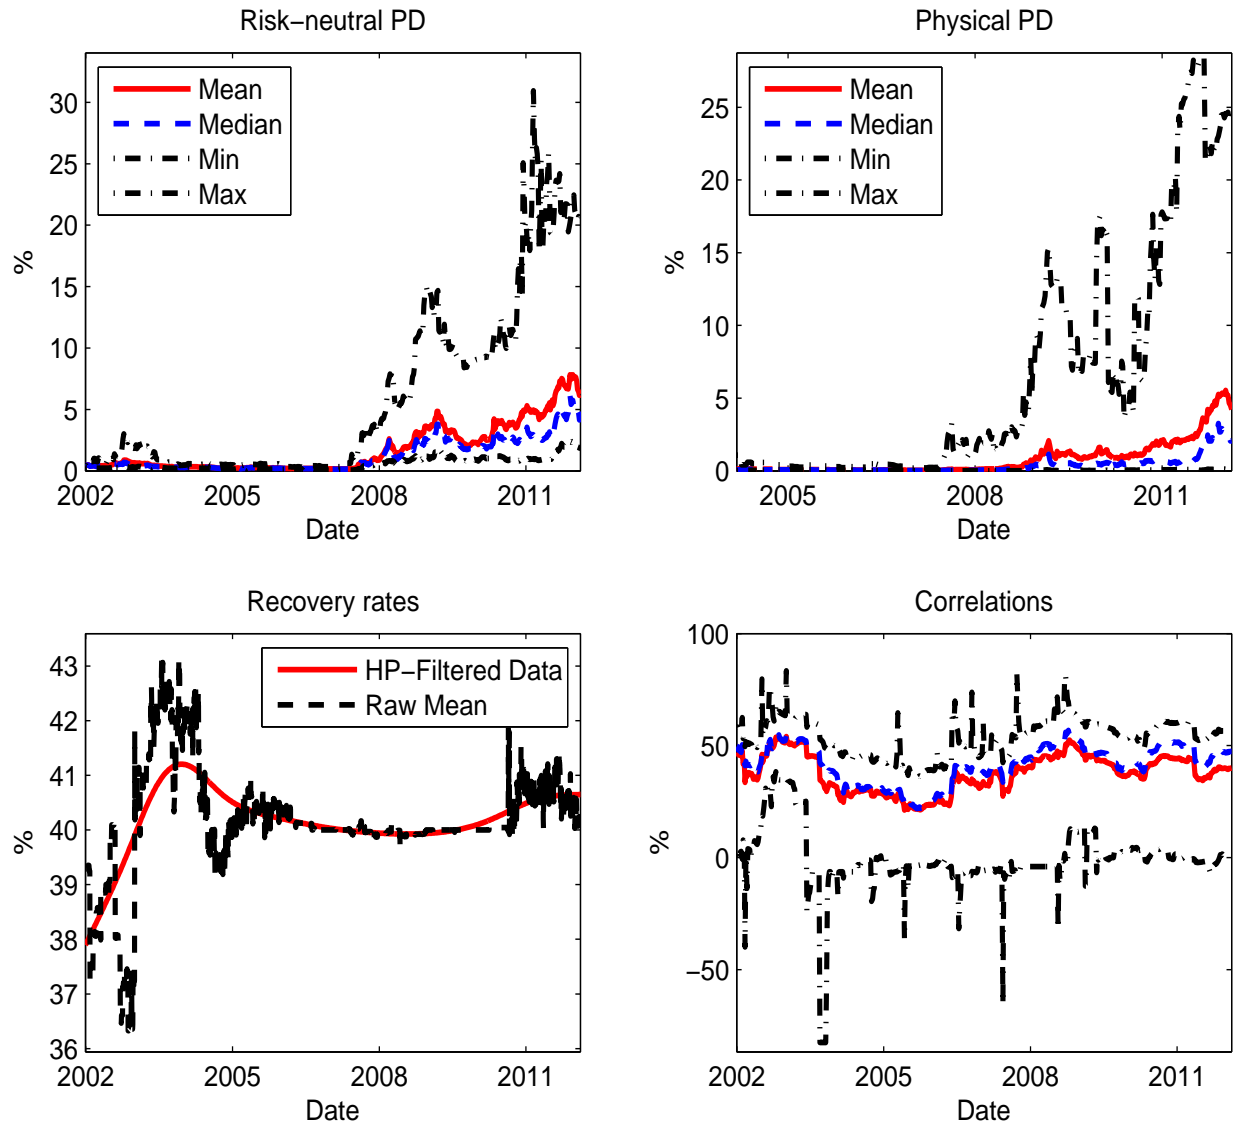 Risk−neutral PD
Mean
Median
Min
Max
30
25
20
15
10
5
0
%
2002
2005
2008
2011
Date
Physical PD
Mean
Median
Min
Max
25
20
15
10
5
0
%
2005
2008
2011
Date
Recovery rates
HP−Filtered Data
Raw Mean
43
42
41
40
39
38
37
36
%
2002
2005
2008
2011
Date
Correlations
100
50
0
−50
%
2002
2005
2008
2011
Date